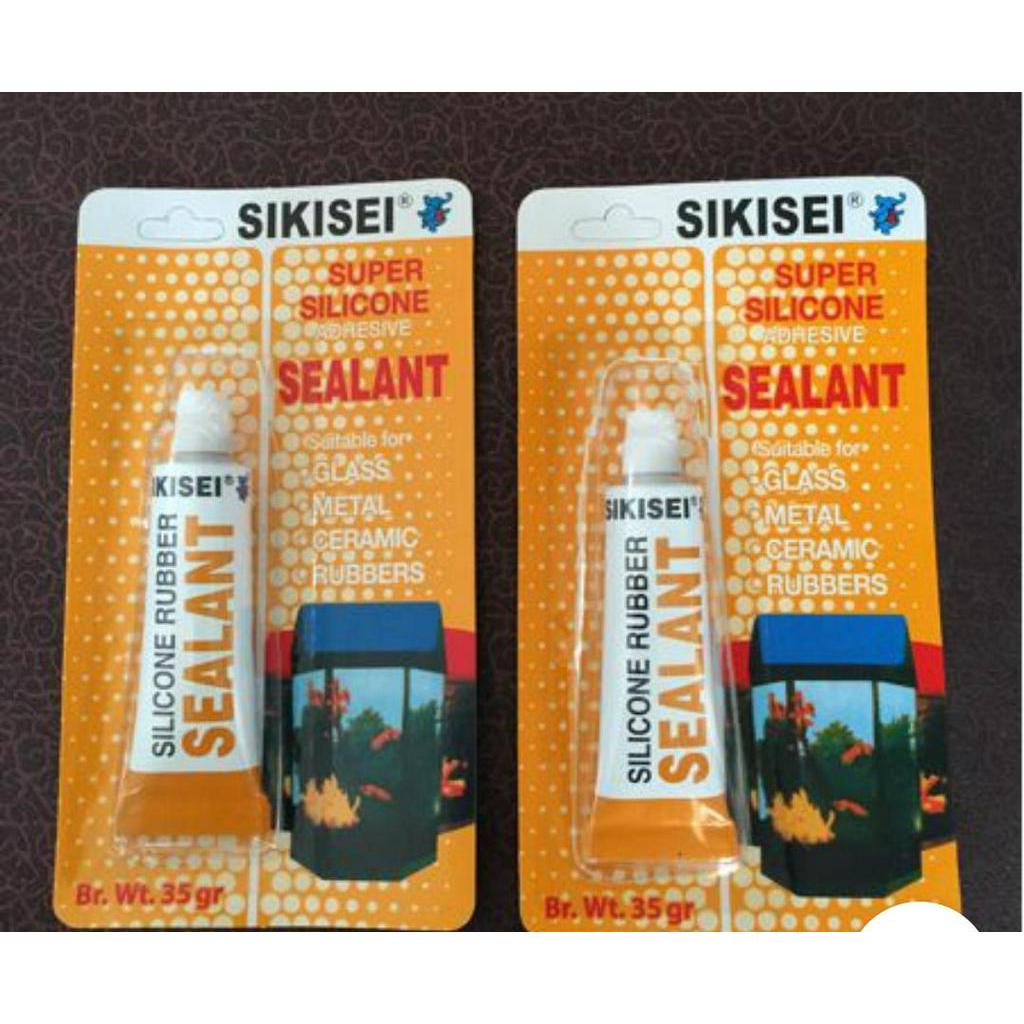 SIKISEI®
SUPER
SILICONE
ADHESIVE
SEALANT
Suitable for
GLASS
METAL
CERAMIC
RUBBERS
IKISEI®
SILICONE RUBBER
SEALANT
Br. Wt. 35 gr
SIKISEI®
SUPER
SILICONE
ADHESIVE
SEALANT
Suitable for
GLASS
METAL
CERAMIC
RUBBERS
SIKISEI®
SILICONE RUBBER
SEALANT
Br. Wt. 35 gr